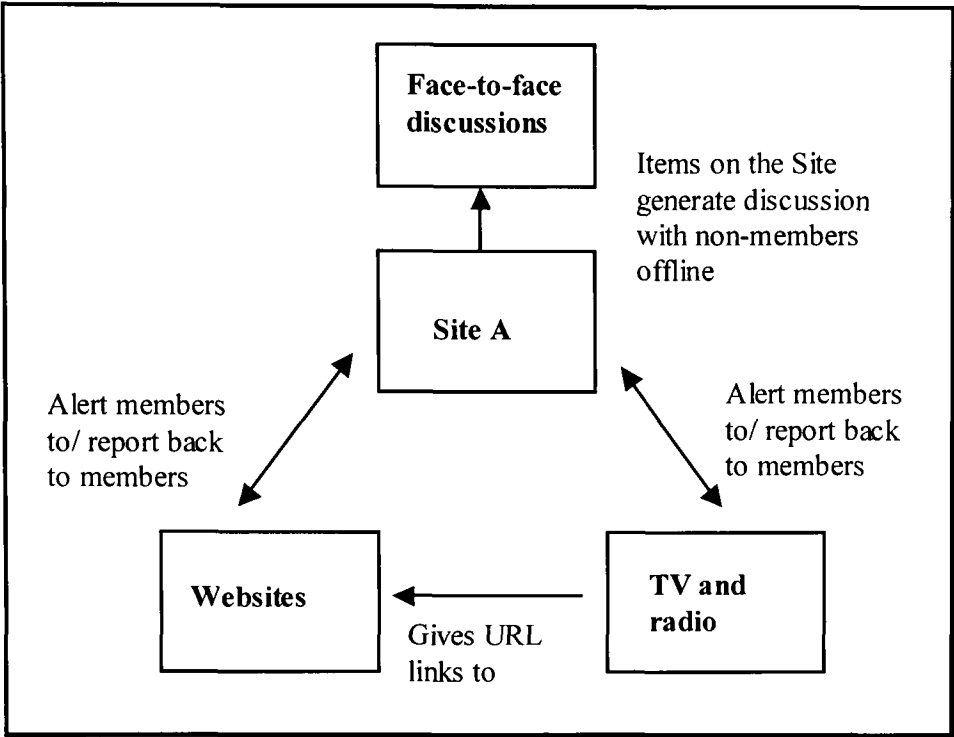 Face-to-face
discussions
Items on the Site
generate discussion
with non-members
offline
Site A
Alert members
to/ report back
to members
Alert members
to/ report back
to members
Websites
TV and
radio
Gives URL
links to